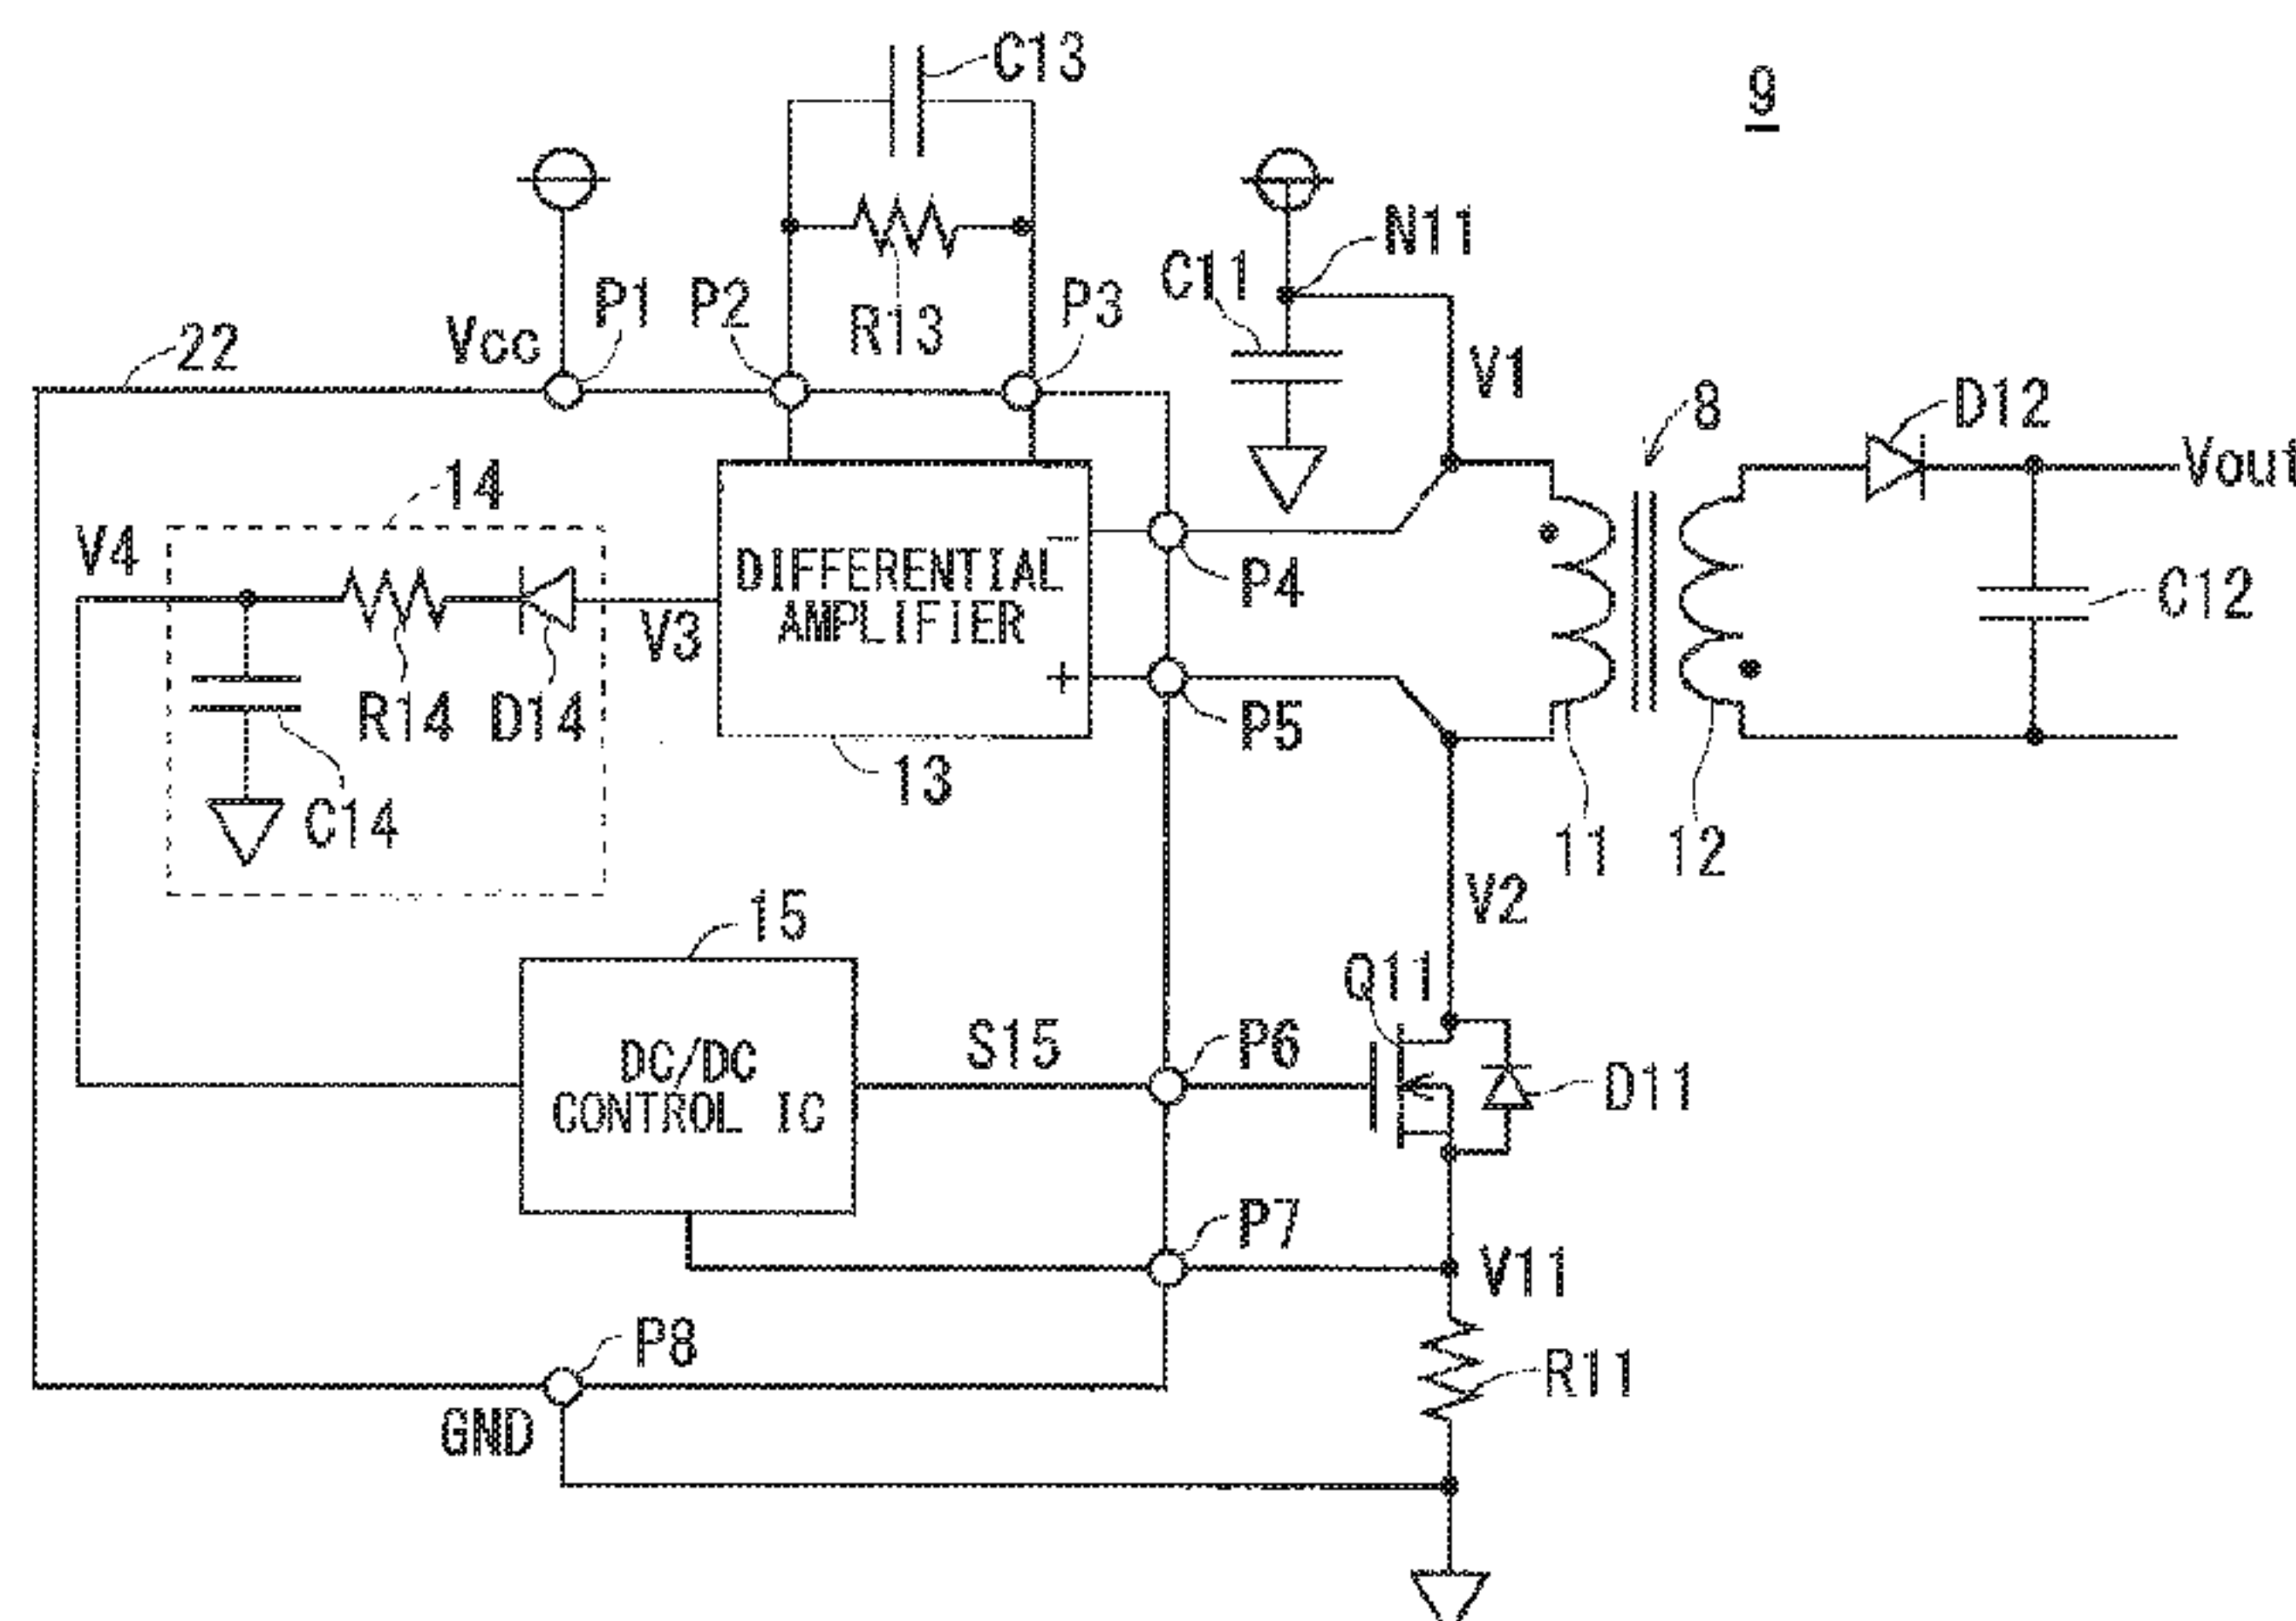 C13
9
N11
C11
P1
P2
P3
R13
Vcc
22
V1
8
D12
Vout
14
V4
DIFFERENTIAL
AMPLIFIER
−
+
P4
C12
V3
R14
D14
P5
13
C14
11
12
V2
15
Q11
DC/DC
CONTROL IC
S15
P6
D11
P7
V11
P8
R11
GND